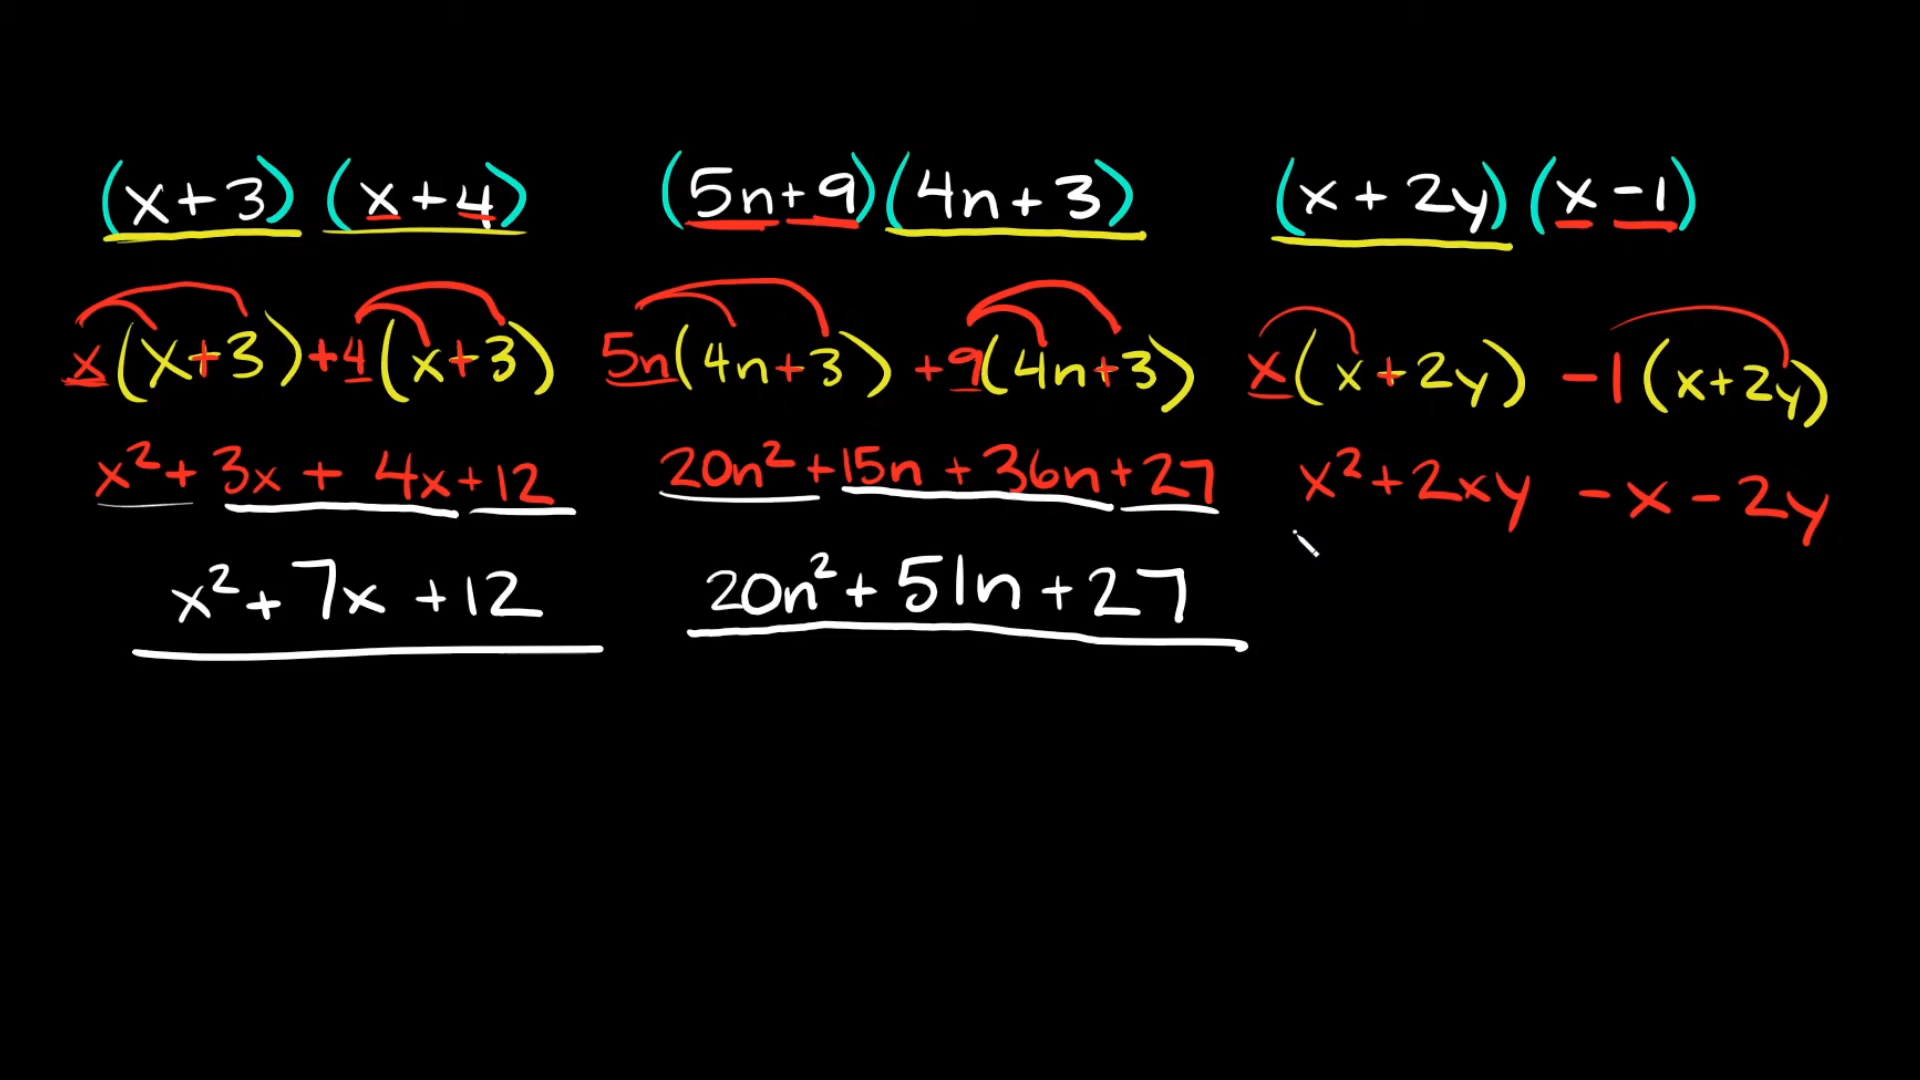 (x+3) (x+4)
x(x+3)+4(x+3)
x²+3x+4x+12
x²+7x+12
(5n+9)(4n+3)
5n(4n+3)+9(4n+3)
20n²+15n+36n+27
20n²+51n+27
(x+2y)(x-1)
x(x+2y)-1(x+2y)
x²+2xy-x-2y